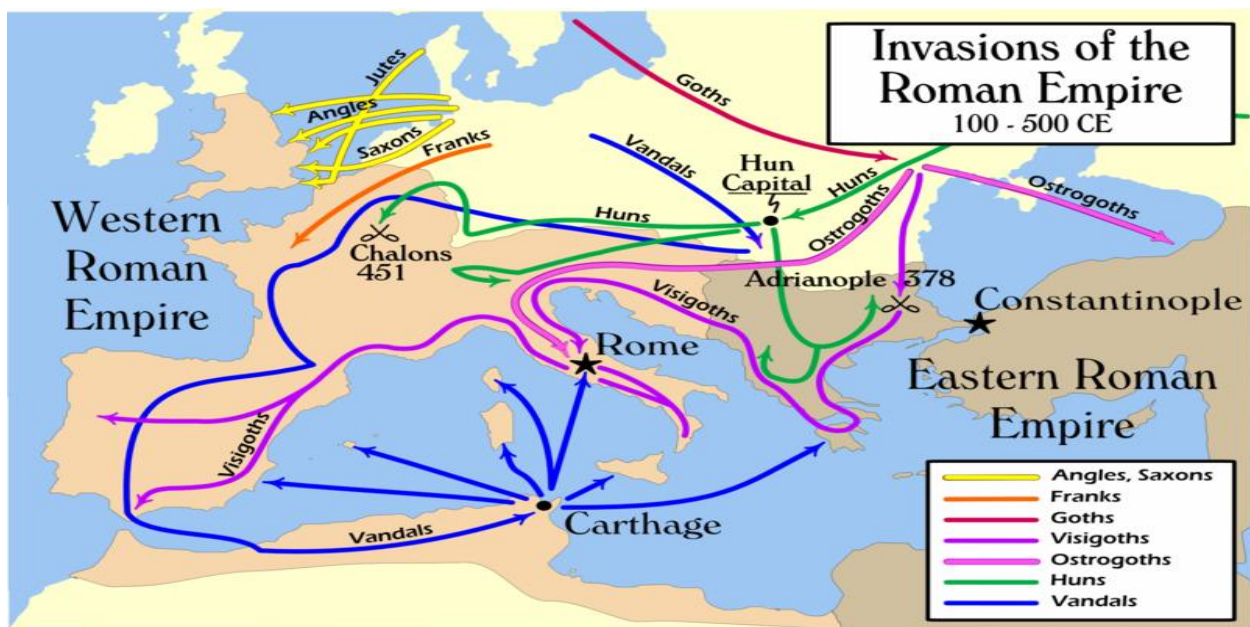 Invasions of the
Roman Empire
100 - 500 CE
Jutes
Angles
Saxons
Franks
Goths
Vandals
Hun
Capital
Huns
Ostrogoths
Ostrogoths
Huns
Western
Roman
Empire
Chalons
451
Adrianople 378
Visigoths
Constantinople
Rome
Eastern Roman
Empire
Visigoths
Carthage
Vandals
Angles, Saxons
Franks
Goths
Visigoths
Ostrogoths
Huns
Vandals